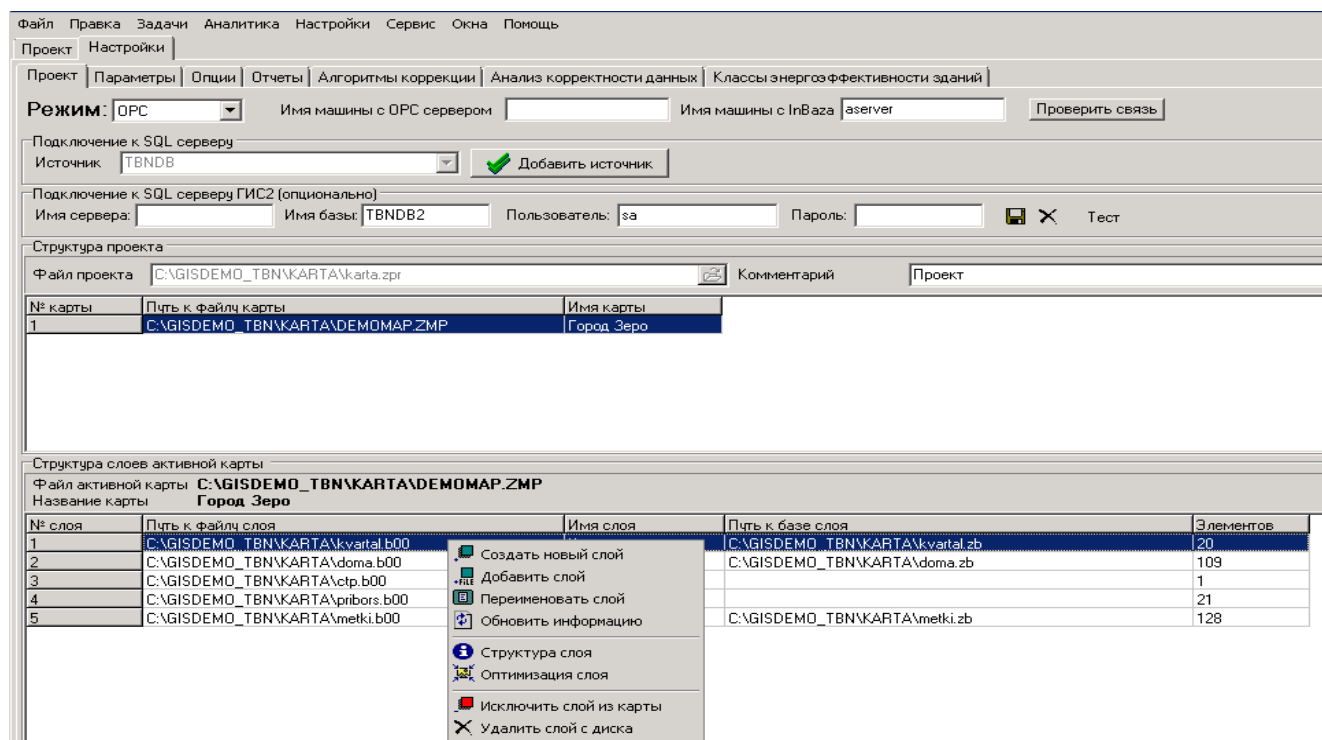 Файл Правка Задачи Аналитика Настройки Сервис Окна Помощь
Проект Настройки
Проект Параметры Опции Отчеты Алгоритмы коррекции Анализ корректности данных Классы энергоэффективности зданий
Режим: OPC Имя машины с OPC сервером Имя машины с InBaza aserver Проверить связь
Подключение к SQL серверу
Источник TBNDB Добавить источник
Подключение к SQL серверу ГИС2 (опционально)
Имя сервера: Имя базы: TBNDB2 Пользователь: sa Пароль: Тест
Структура проекта
Файл проекта C:\GISDEMO_TBN\KARTA\karta.zpr Комментарий Проект
№ карты Путь к файлу карты Имя карты
1 C:\GISDEMO_TBN\KARTA\DEMOMAP.ZMP Город Зеро
Структура слоев активной карты
Файл активной карты C:\GISDEMO_TBN\KARTA\DEMOMAP.ZMP
Название карты Город Зеро
№ слоя Путь к файлу слоя Имя слоя Путь к базе слоя Элементов
1 C:\GISDEMO_TBN\KARTA\kvartal.b00 C:\GISDEMO_TBN\KARTA\kvartal.zb 20
2 C:\GISDEMO_TBN\KARTA\doma.b00 C:\GISDEMO_TBN\KARTA\doma.zb 109
3 C:\GISDEMO_TBN\KARTA\ctp.b00 1
4 C:\GISDEMO_TBN\KARTA\pribors.b00 21
5 C:\GISDEMO_TBN\KARTA\metki.b00 C:\GISDEMO_TBN\KARTA\metki.zb 128
Создать новый слой
FILE Добавить слой
Переименовать слой
Обновить информацию
Структура слоя
Оптимизация слоя
Исключить слой из карты
Удалить слой с диска